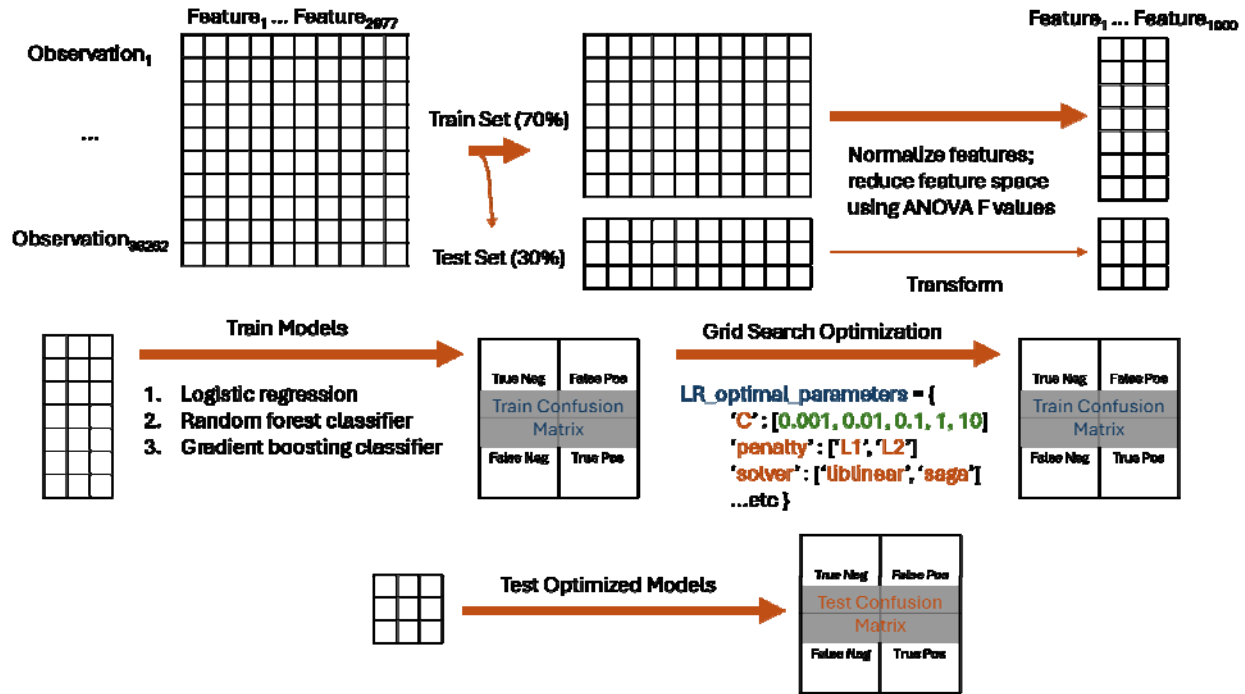 Feature1 ... Feature2977
Feature1 ... Feature1000
Observation1
...
Train Set (70%)
Normalize features;
reduce feature space
using ANOVA F values
Test Set (30%)
Transform
Train Models
1. Logistic regression
2. Random forest classifier
3. Gradient boosting classifier
True Neg False Pos
Train Confusion
Matrix
False Neg True Pos
Grid Search Optimization
LR_optimal_parameters = {
'C' : [0.001, 0.01, 0.1, 1, 10]
'penalty' : ['L1', 'L2']
'solver' : ['liblinear', 'saga']
...etc }
True Neg False Pos
Train Confusion
Matrix
False Neg True Pos
Test Optimized Models
True Neg False Pos
Test Confusion
Matrix
False Neg True Pos